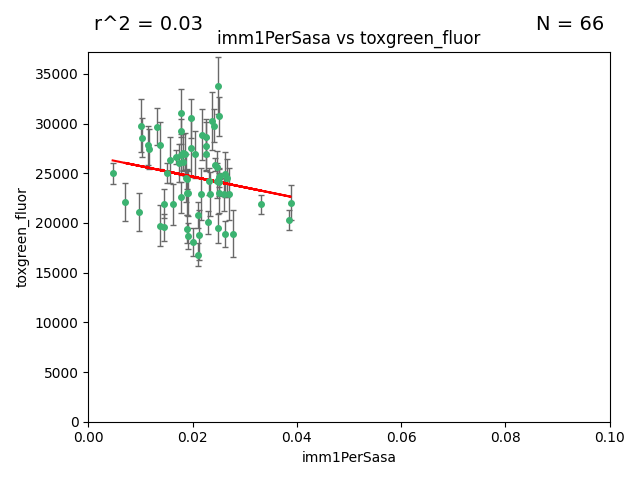 r^2 = 0.03
N = 66
imm1PerSasa vs toxgreen_fluor
35000
30000
25000
20000
15000
10000
5000
0
toxgreen_fluor
0.00
0.02
0.04
0.06
0.08
0.10
imm1PerSasa